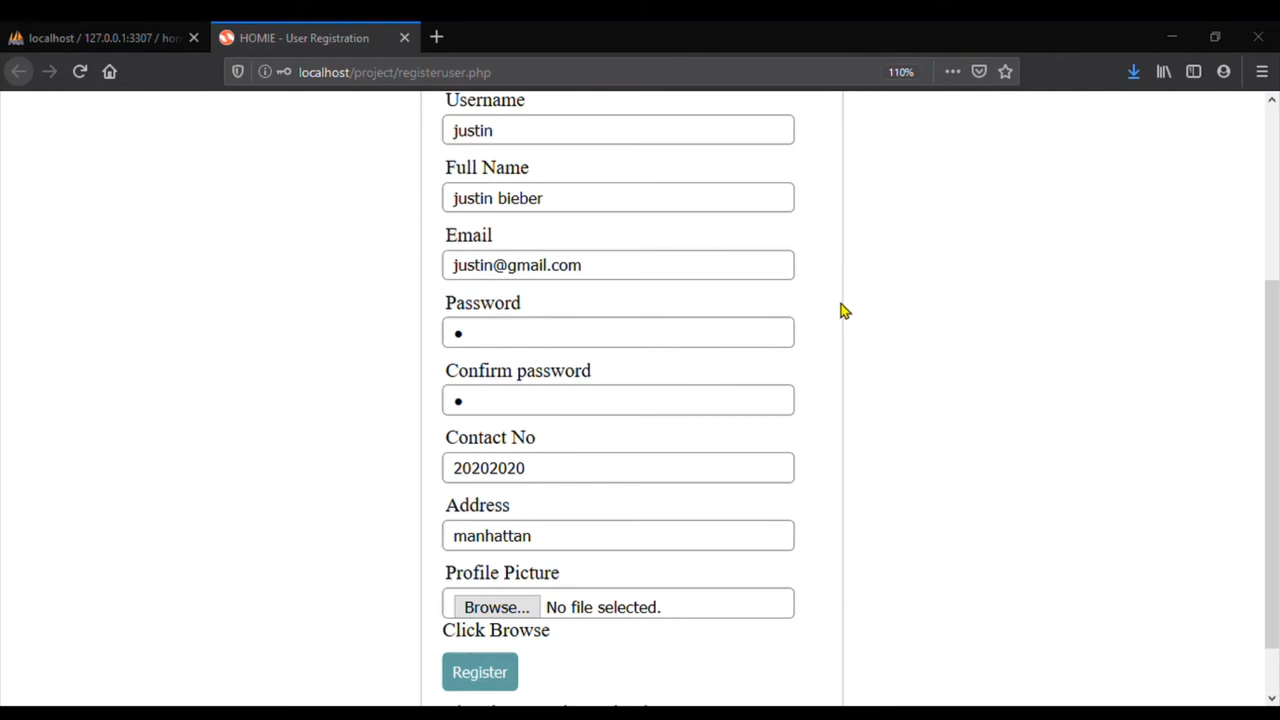 localhost / 127.0.0.1:3307 / hor
HOMIE - User Registration
localhost/project/registeruser.php
110%
Username
justin
Full Name
justin bieber
Email
justin@gmail.com
Password
●
Confirm password
●
Contact No
20202020
Address
manhattan
Profile Picture
Browse... No file selected.
Click Browse
Register